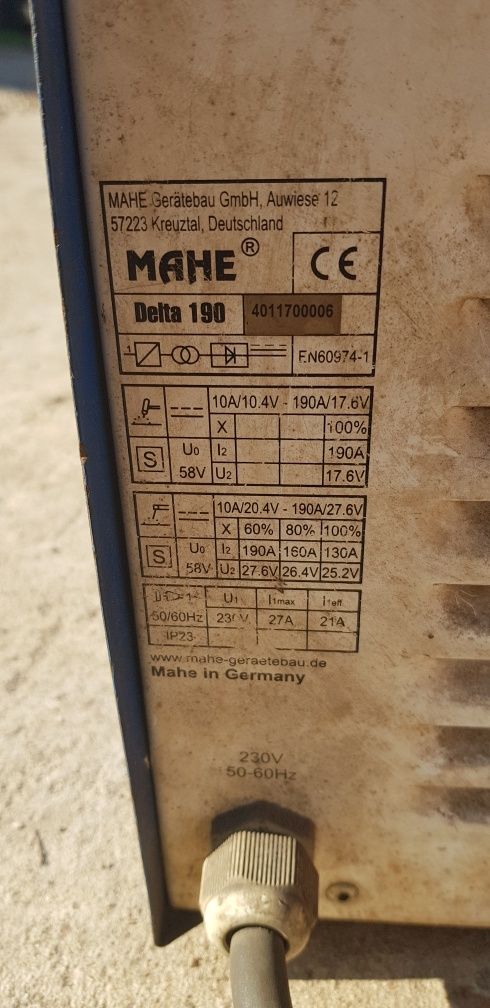 MAHE Gerätebau GmbH, Auwiese 12
57223 Kreuztal, Deutschland
MAHE® CE
Delta 190 4011700006
1~ EN60974-1
10A/10.4V - 190A/17.6V
X 100%
S U0 I2 190A
58V U2 17.6V
10A/20.4V - 190A/27.6V
X 60% 80% 100%
S U0 I2 190A 160A 130A
58V U2 27.6V 26.4V 25.2V
1~ U1 I1max I1eff
50/60Hz 230V 27A 21A
IP23
www.mahe-geraetebau.de
Mahe in Germany
230V
50-60Hz